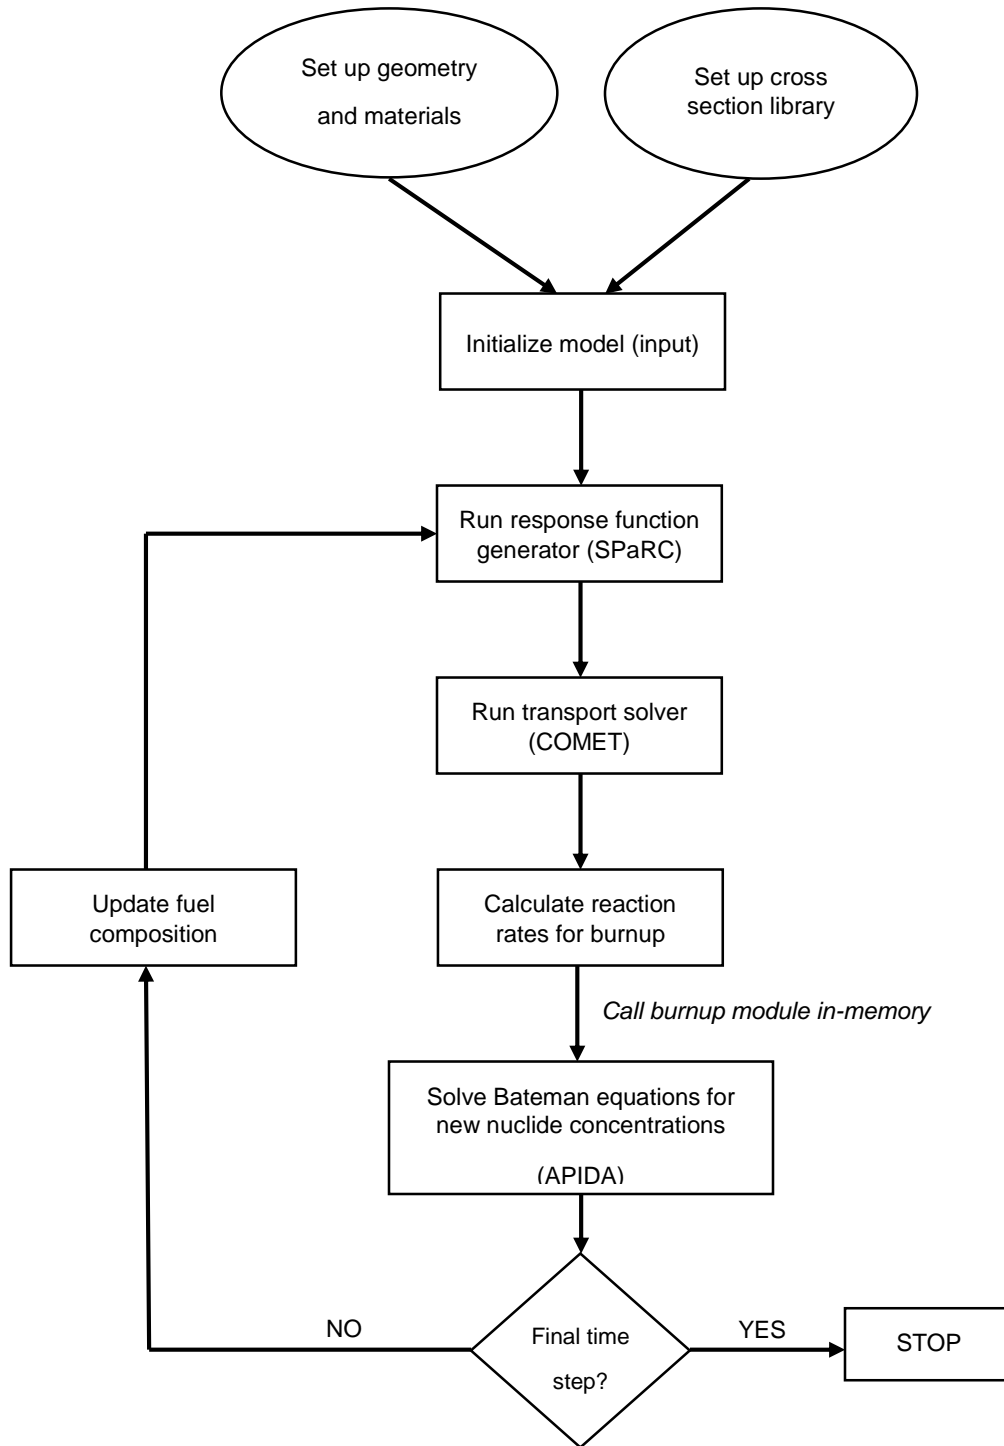 Set up geometry
and materials
Set up cross
section library
Initialize model (input)
Run response function
generator (SPaRC)
Run transport solver
(COMET)
Update fuel
composition
Calculate reaction
rates for burnup
Call burnup module in-memory
Solve Bateman equations for
new nuclide concentrations
(APIDA)
NO
Final time
step?
YES
STOP